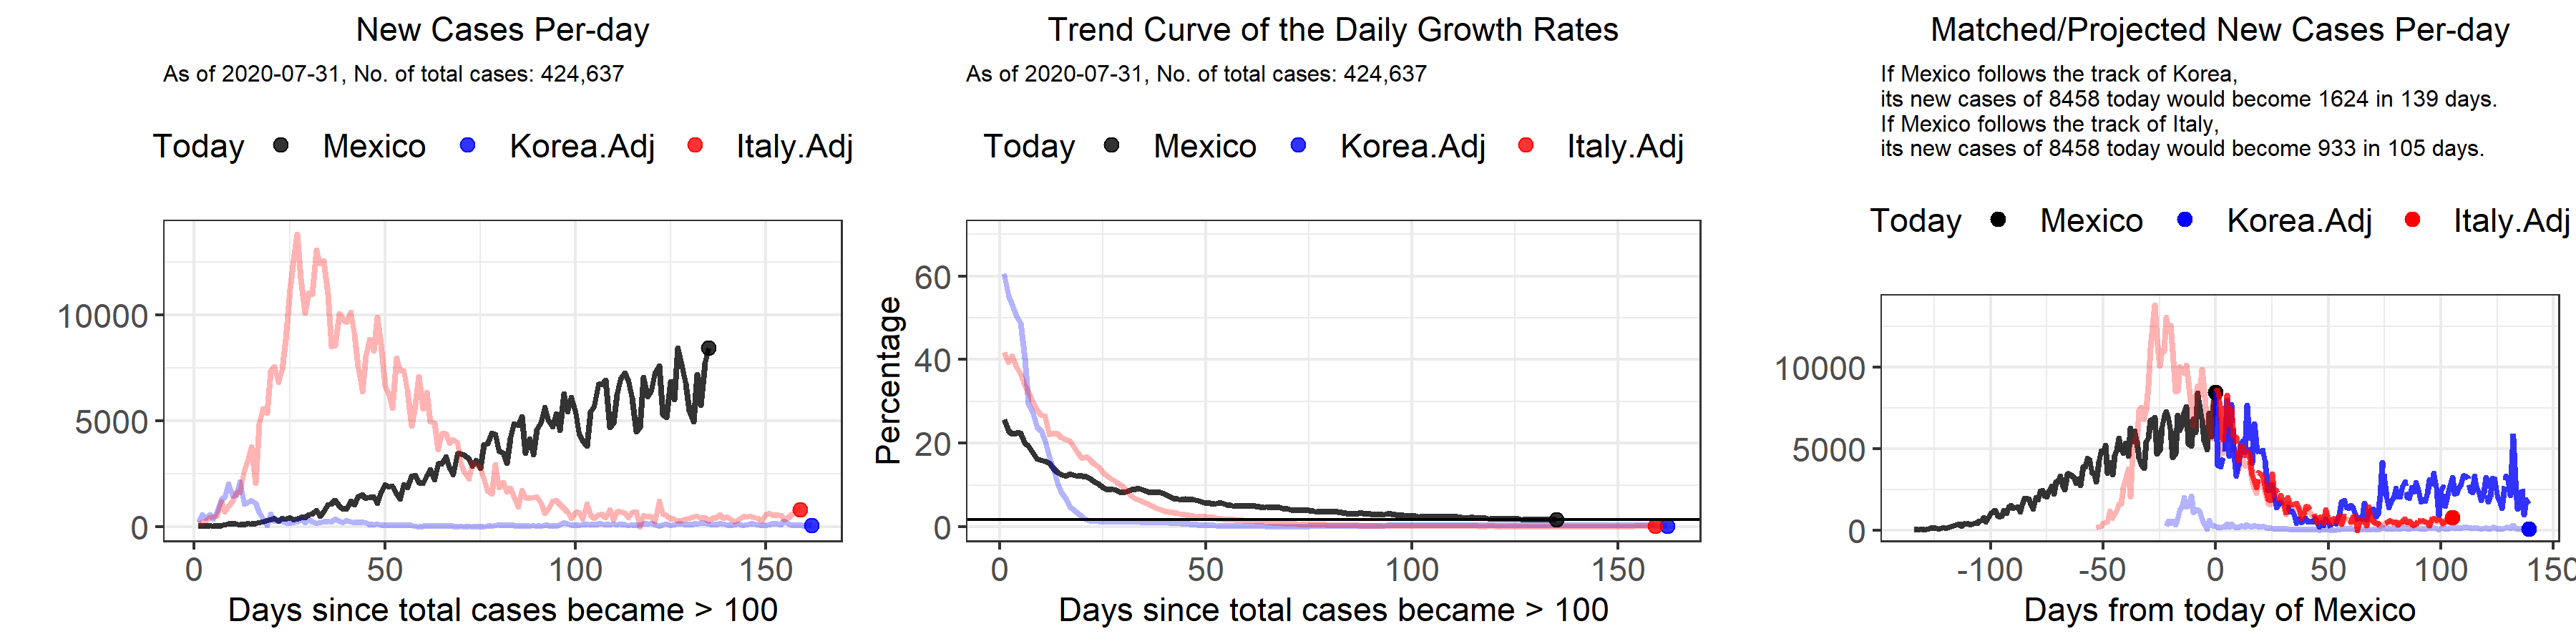 New Cases Per-day
As of 2020-07-31, No. of total cases: 424,637
Today Mexico Korea.Adj Italy.Adj
10000
5000
0
0 50 100 150
Days since total cases became > 100
Trend Curve of the Daily Growth Rates
As of 2020-07-31, No. of total cases: 424,637
Today Mexico Korea.Adj Italy.Adj
Percentage
60
40
20
0
0 50 100 150
Days since total cases became > 100
Matched/Projected New Cases Per-day
If Mexico follows the track of Korea,
its new cases of 8458 today would become 1624 in 139 days.
If Mexico follows the track of Italy,
its new cases of 8458 today would become 933 in 105 days.
Today Mexico Korea.Adj Italy.Adj
10000
5000
0
-100 -50 0 50 100 150
Days from today of Mexico